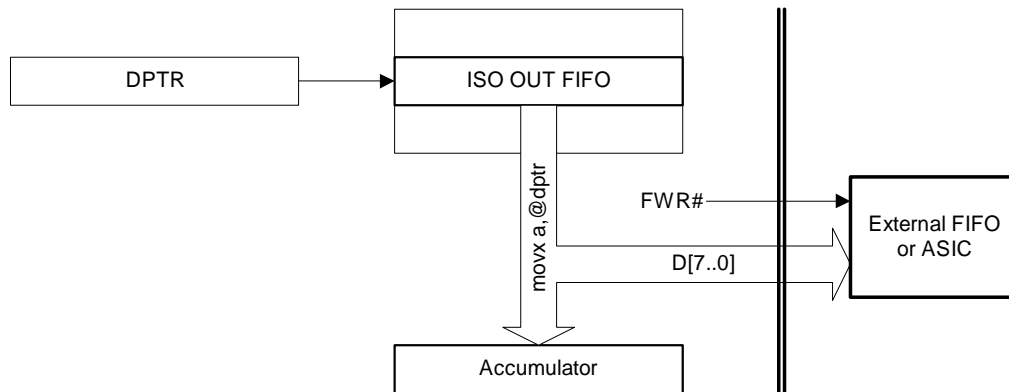 DPTR
ISO OUT FIFO
movx a,@dptr
FWR#
External FIFO
or ASIC
D[7..0]
Accumulator